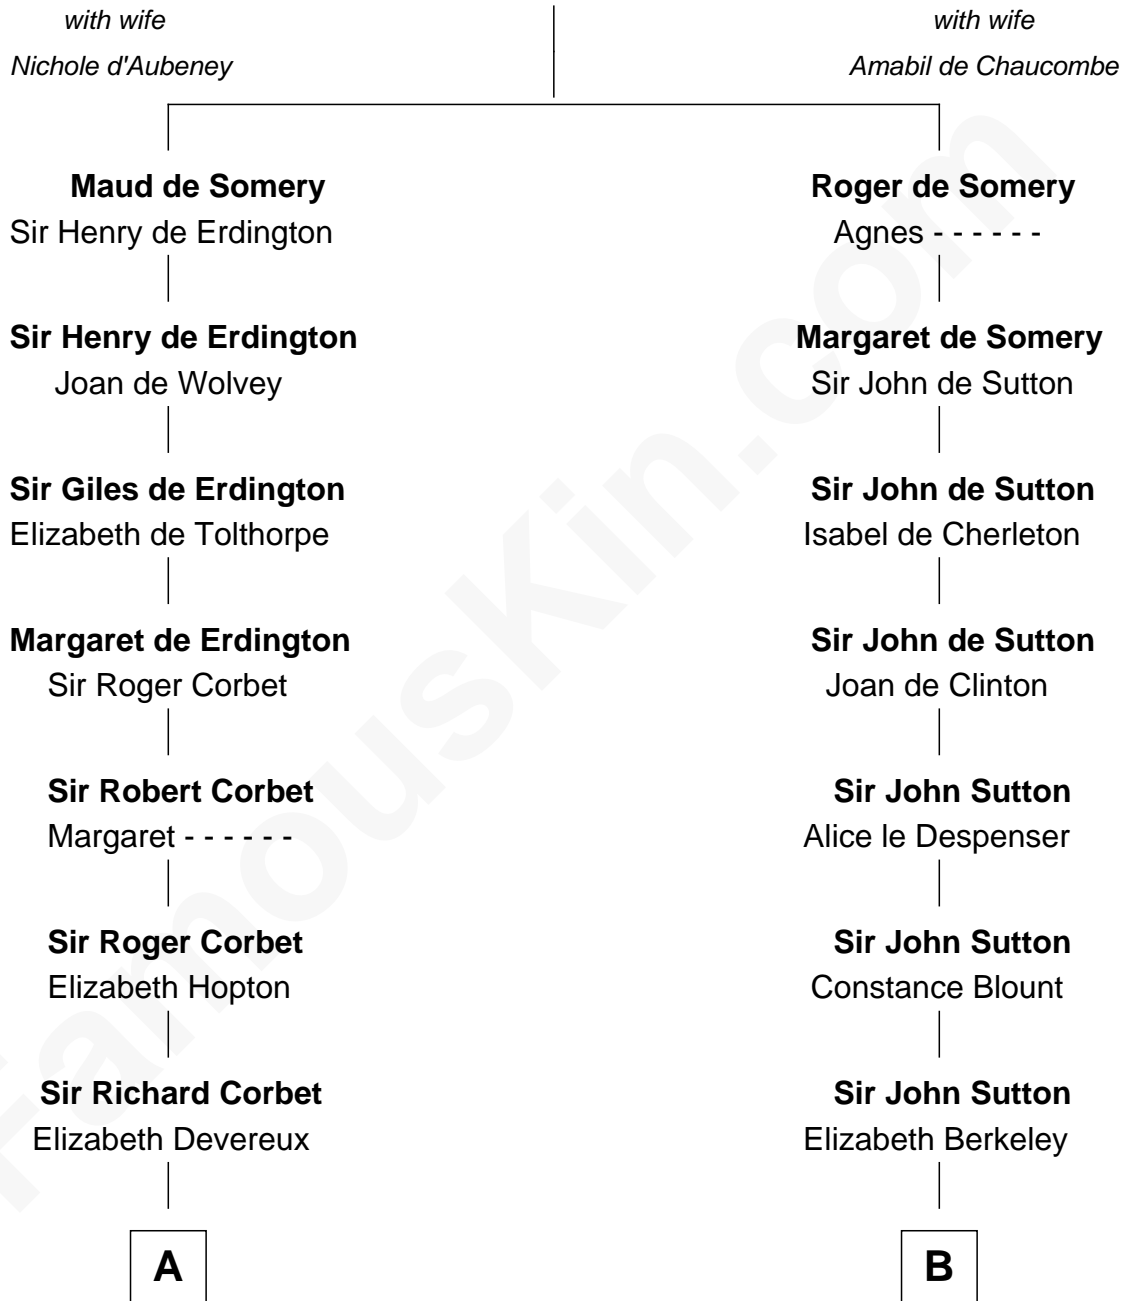 with wife
Nichole d'Aubeney
with wife
Amabil de Chaucombe
Maud de Somery
Sir Henry de Erdington
Roger de Somery
Agnes - - - - - -
Sir Henry de Erdington
Joan de Wolvey
Margaret de Somery
Sir John de Sutton
Sir Giles de Erdington
Elizabeth de Tolthorpe
Sir John de Sutton
Isabel de Cherleton
Margaret de Erdington
Sir Roger Corbet
Sir John de Sutton
Joan de Clinton
Sir Robert Corbet
Margaret - - - - - -
Sir John Sutton
Alice le Despenser
Sir Roger Corbet
Elizabeth Hopton
Sir John Sutton
Constance Blount
Sir Richard Corbet
Elizabeth Devereux
Sir John Sutton
Elizabeth Berkeley
A
B
FamousKin.com